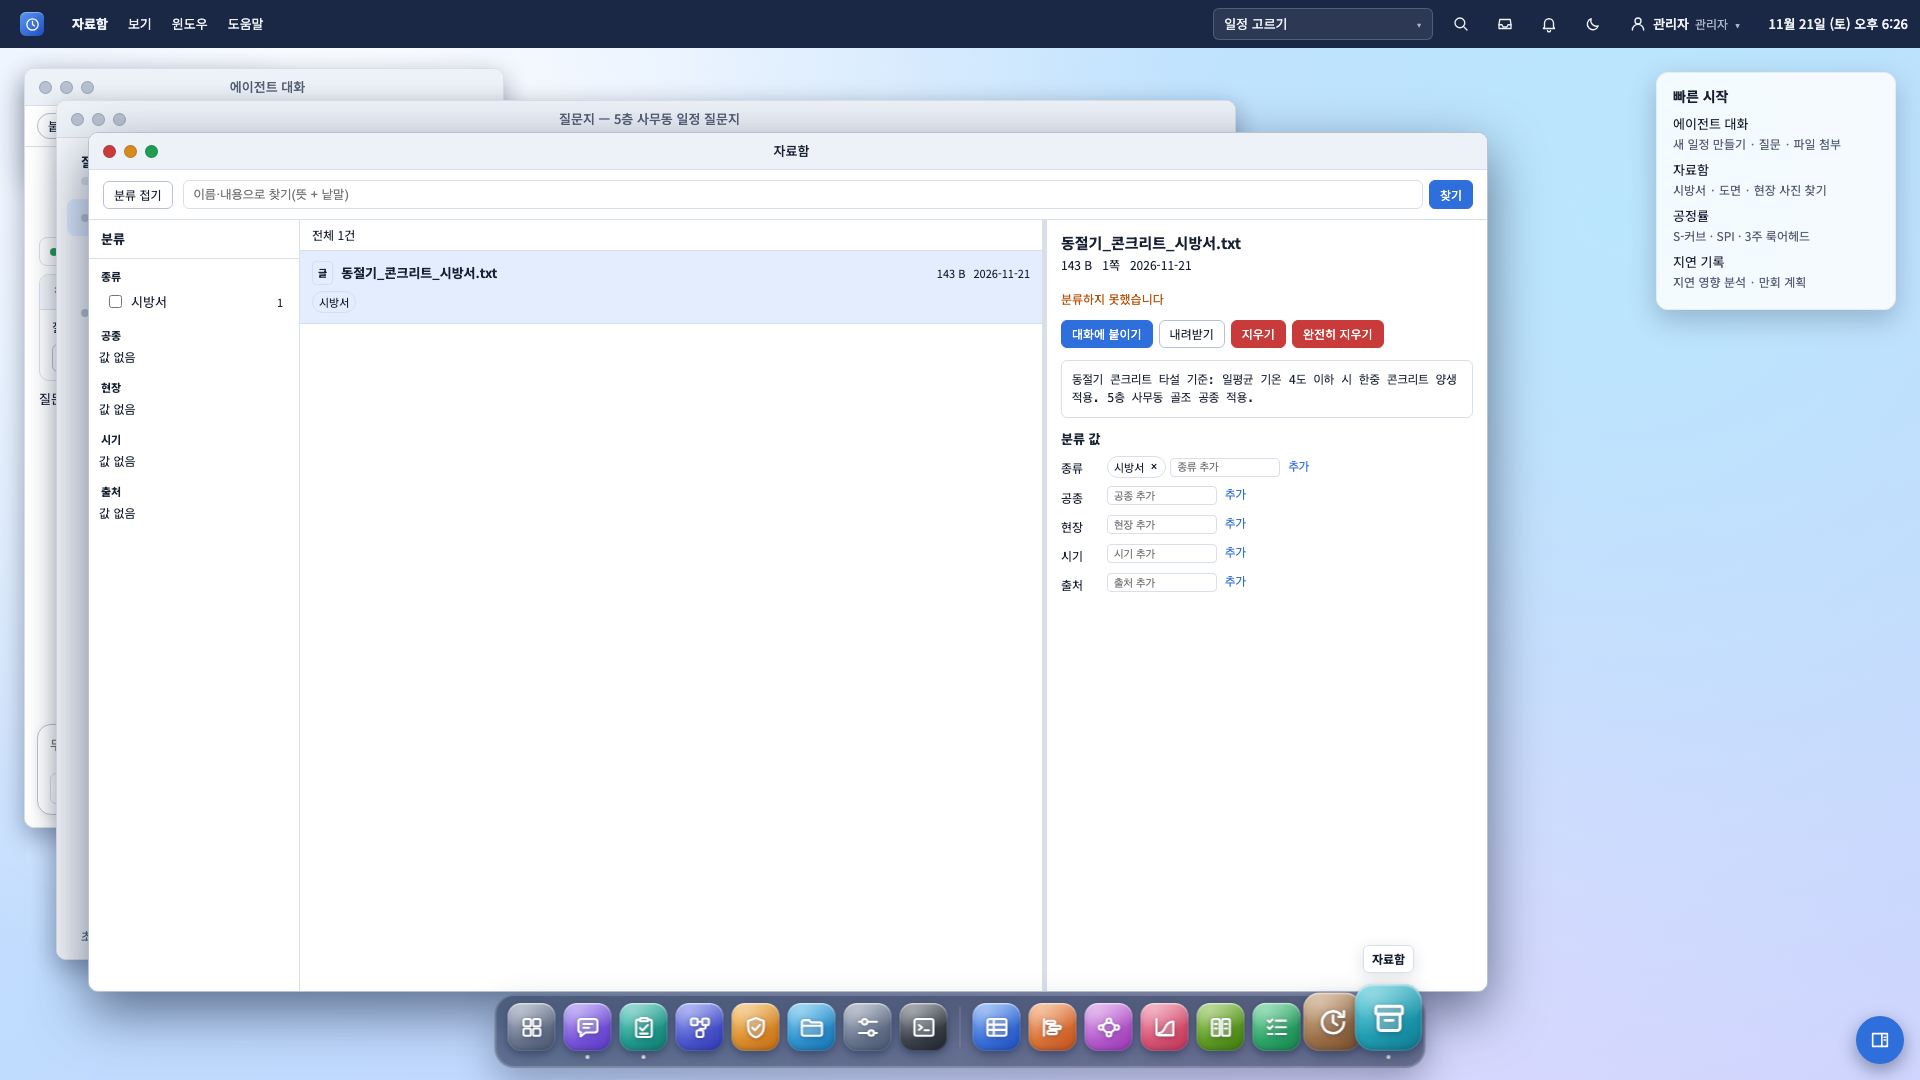 자료함 보기 윈도우 도움말
일정 고르기
관리자 관리자
11월 21일 (토) 오후 6:26
에이전트 대화
질문지 — 5층 사무동 일정 질문지
자료함
분류 접기
이름·내용으로 찾기(뜻 + 낱말)
찾기
분류
종류
시방서 1
공종
값 없음
현장
값 없음
시기
값 없음
출처
값 없음
전체 1건
글 동절기_콘크리트_시방서.txt 143 B 2026-11-21
시방서
동절기_콘크리트_시방서.txt
143 B 1쪽 2026-11-21
분류하지 못했습니다
대화에 붙이기 내려받기 지우기 완전히 지우기
동절기 콘크리트 타설 기준: 일평균 기온 4도 이하 시 한중 콘크리트 양생
적용. 5층 사무동 골조 공종 적용.
분류 값
종류 시방서 × 종류 추가 추가
공종 공종 추가 추가
현장 현장 추가 추가
시기 시기 추가 추가
출처 출처 추가 추가
빠른 시작
에이전트 대화
새 일정 만들기 · 질문 · 파일 첨부
자료함
시방서 · 도면 · 현장 사진 찾기
공정률
S-커브 · SPI · 3주 룩어헤드
지연 기록
지연 영향 분석 · 만회 계획
자료함